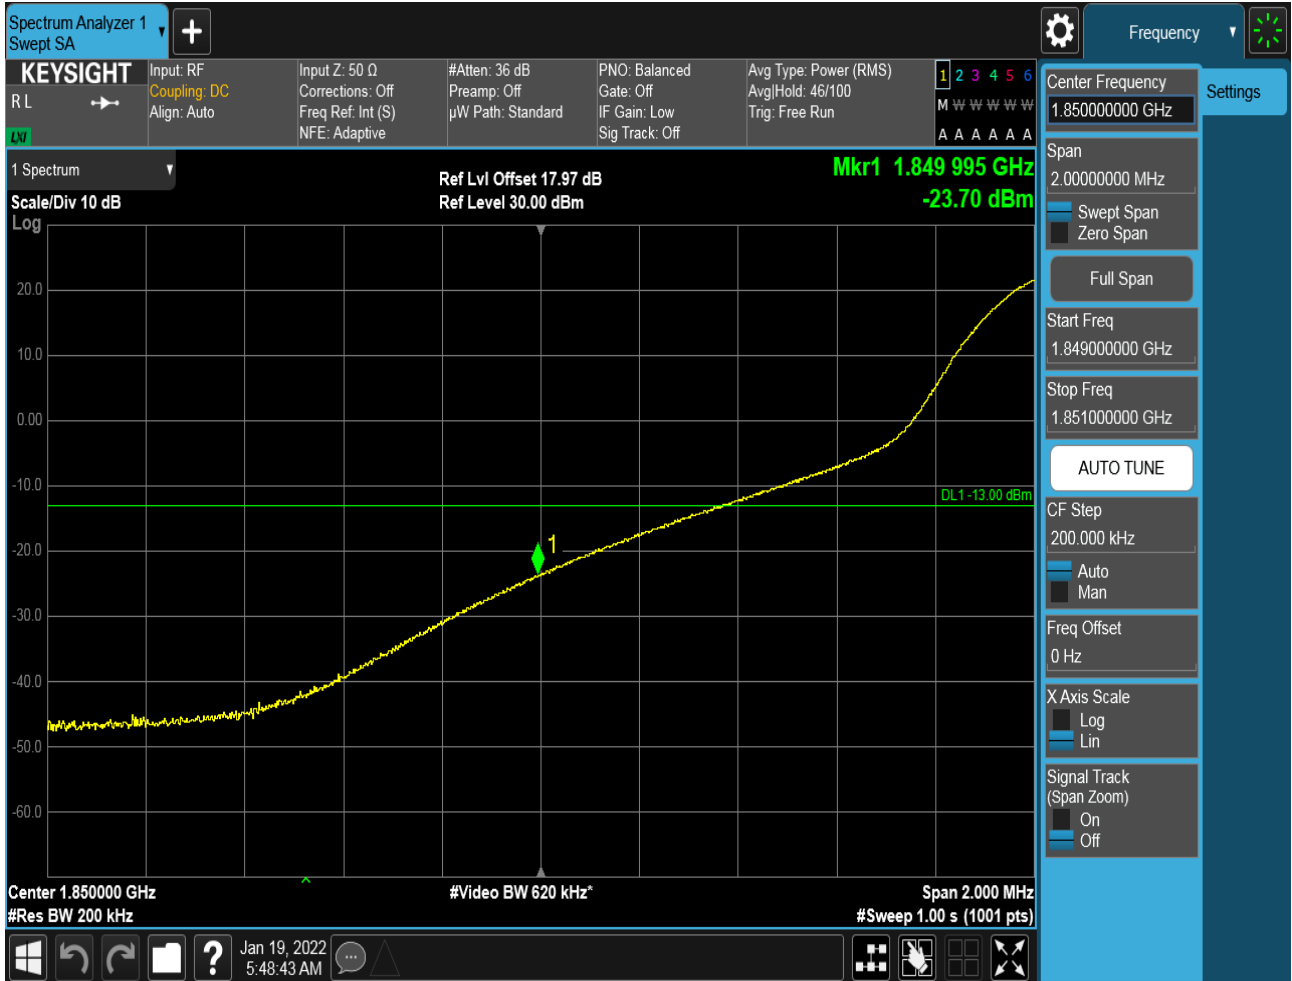 Spectrum Analyzer 1
Swept SA
Frequency
KEYSIGHT
R L
LXI
Input: RF
Coupling: DC
Align: Auto
Input Z: 50 Ω
Corrections: Off
Freq Ref: Int (S)
NFE: Adaptive
#Atten: 36 dB
Preamp: Off
µW Path: Standard
PNO: Balanced
Gate: Off
IF Gain: Low
Sig Track: Off
Avg Type: Power (RMS)
Avg|Hold: 46/100
Trig: Free Run
1 2 3 4 5 6
M W W W W W
A A A A A A
1 Spectrum
Scale/Div 10 dB
Log
Ref Lvl Offset 17.97 dB
Ref Level 30.00 dBm
Mkr1 1.849 995 GHz
-23.70 dBm
20.0
10.0
0.00
-10.0
-20.0
-30.0
-40.0
-50.0
-60.0
DL1 -13.00 dBm
1
Center 1.850000 GHz
#Res BW 200 kHz
#Video BW 620 kHz*
Span 2.000 MHz
#Sweep 1.00 s (1001 pts)
Jan 19, 2022
5:48:43 AM
Center Frequency
1.850000000 GHz
Settings
Span
2.00000000 MHz
Swept Span
Zero Span
Full Span
Start Freq
1.849000000 GHz
Stop Freq
1.851000000 GHz
AUTO TUNE
CF Step
200.000 kHz
Auto
Man
Freq Offset
0 Hz
X Axis Scale
Log
Lin
Signal Track
(Span Zoom)
On
Off